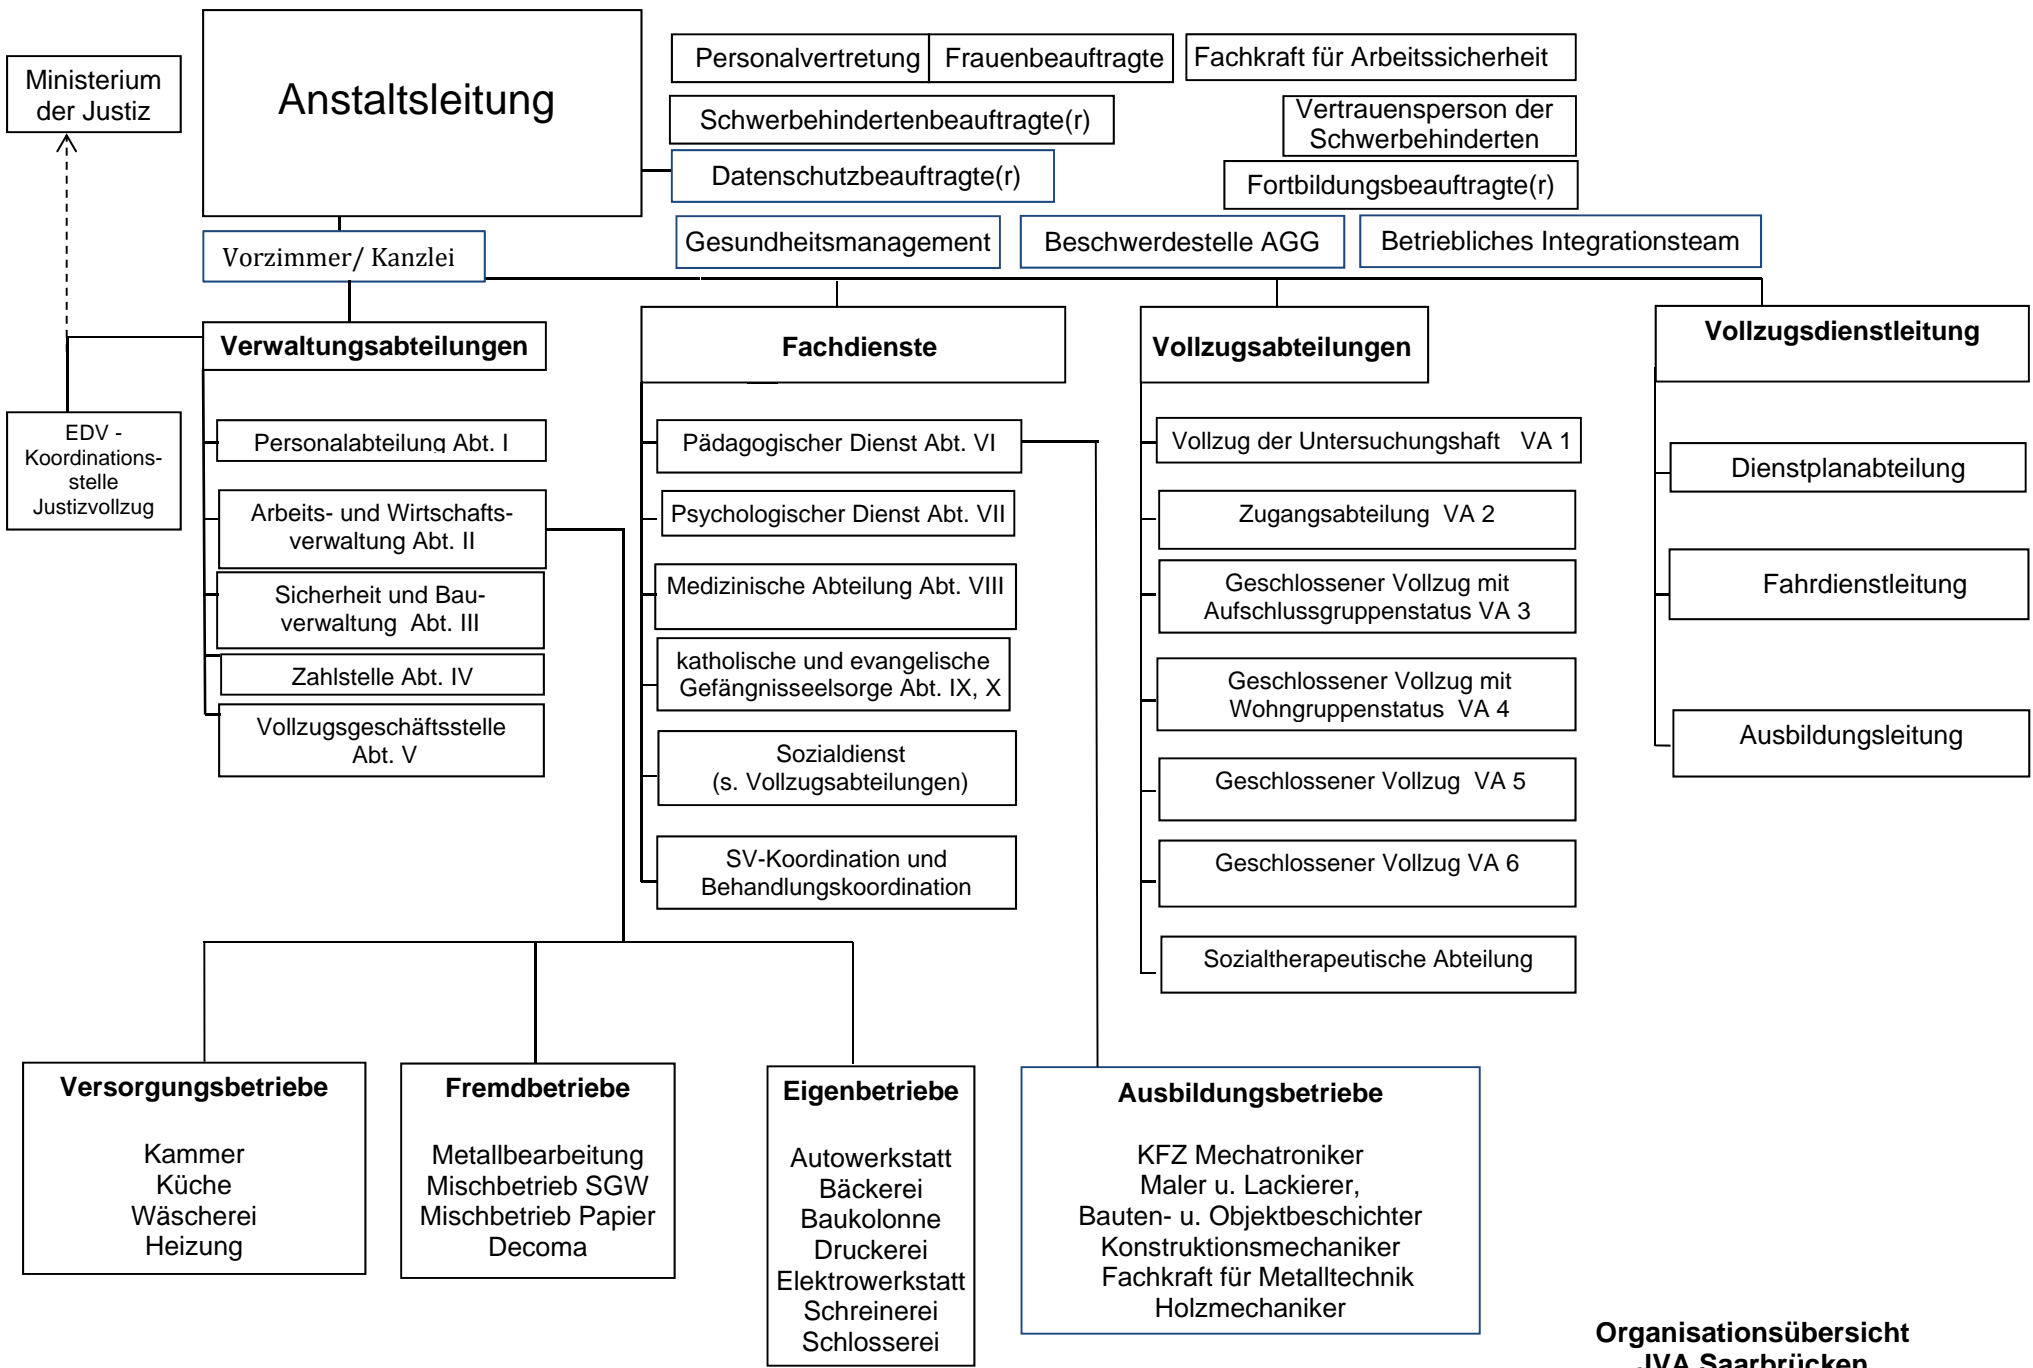 Ministerium
der Justiz
Anstaltsleitung
Personalvertretung
Frauenbeauftragte
Fachkraft für Arbeitssicherheit
Schwerbehindertenbeauftragte(r)
Vertrauensperson der
Schwerbehinderten
Datenschutzbeauftragte(r)
Fortbildungsbeauftragte(r)
Vorzimmer/ Kanzlei
Gesundheitsmanagement
Beschwerdestelle AGG
Betriebliches Integrationsteam
Verwaltungsabteilungen
Fachdienste
Vollzugsabteilungen
Vollzugsdienstleitung
EDV -
Koordinations-
stelle
Justizvollzug
Personalabteilung Abt. I
Arbeits- und Wirtschafts-
verwaltung Abt. II
Sicherheit und Bau-
verwaltung Abt. III
Zahlstelle Abt. IV
Vollzugsgeschäftsstelle
Abt. V
Pädagogischer Dienst Abt. VI
Psychologischer Dienst Abt. VII
Medizinische Abteilung Abt. VIII
katholische und evangelische
Gefängnisseelsorge Abt. IX, X
Sozialdienst
(s. Vollzugsabteilungen)
SV-Koordination und
Behandlungskoordination
Vollzug der Untersuchungshaft VA 1
Zugangsabteilung VA 2
Geschlossener Vollzug mit
Aufschlussgruppenstatus VA 3
Geschlossener Vollzug mit
Wohngruppenstatus VA 4
Geschlossener Vollzug VA 5
Geschlossener Vollzug VA 6
Sozialtherapeutische Abteilung
Dienstplanabteilung
Fahrdienstleitung
Ausbildungsleitung
Versorgungsbetriebe
Kammer
Küche
Wäscherei
Heizung
Fremdbetriebe
Metallbearbeitung
Mischbetrieb SGW
Mischbetrieb Papier
Decoma
Eigenbetriebe
Autowerkstatt
Bäckerei
Baukolonne
Druckerei
Elektrowerkstatt
Schreinerei
Schlosserei
Ausbildungsbetriebe
KFZ Mechatroniker
Maler u. Lackierer,
Bauten- u. Objektbeschichter
Konstruktionsmechaniker
Fachkraft für Metalltechnik
Holzmechaniker
Organisationsübersicht
JVA Saarbrücken